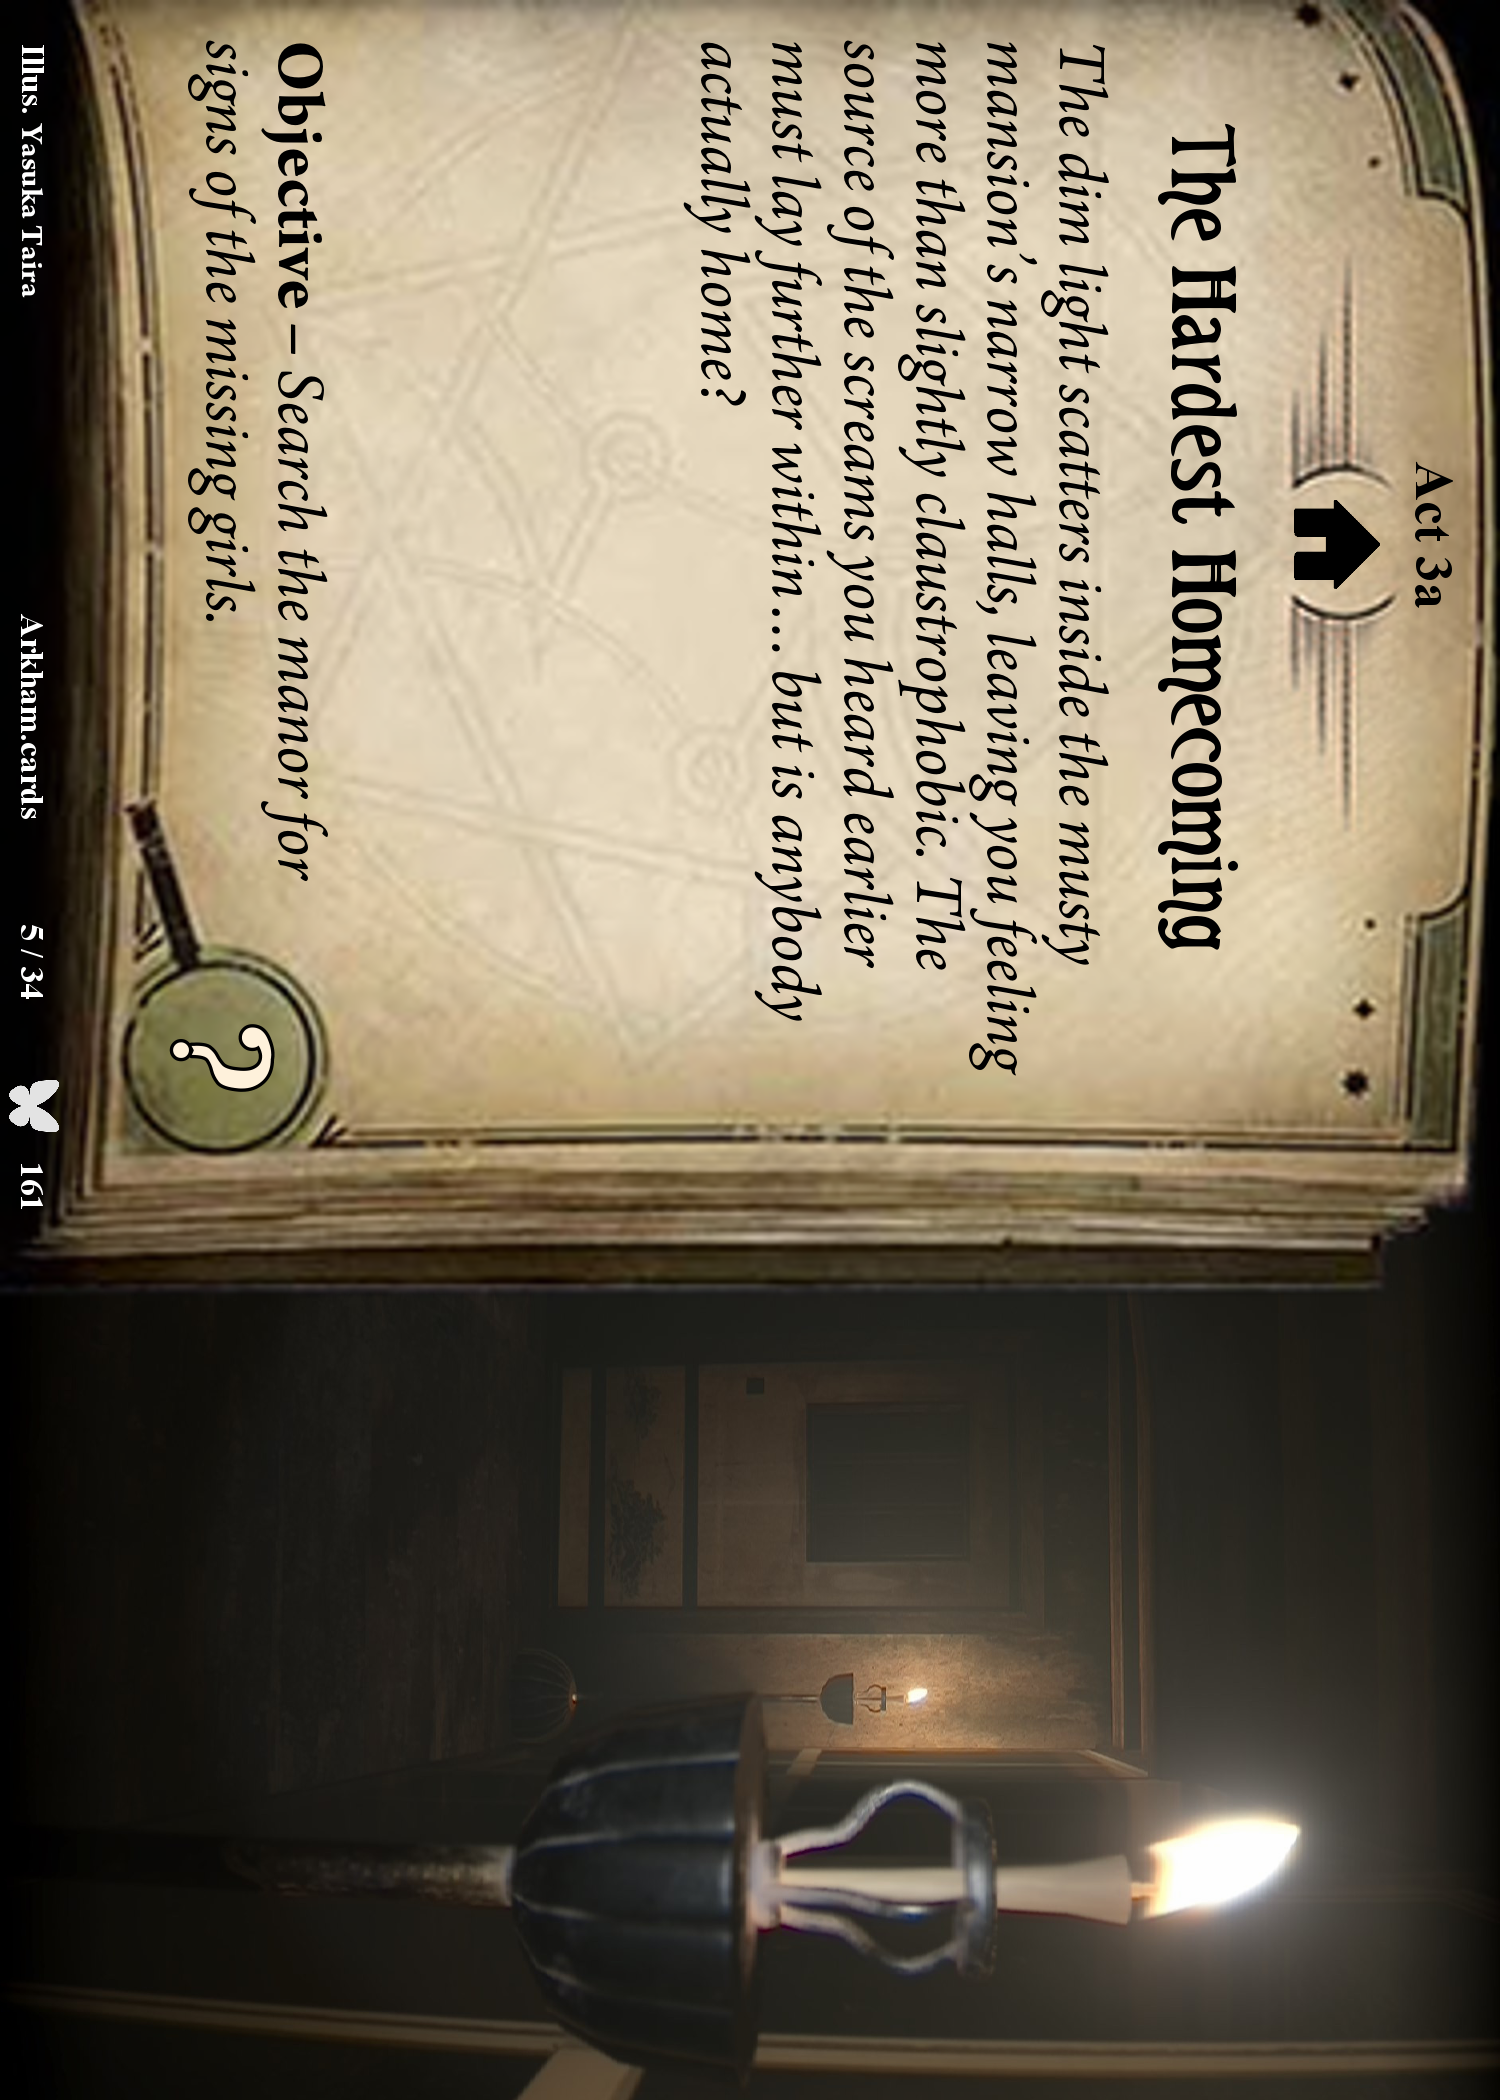 Act 3a
The Hardest Homecoming
The dim light scatters inside the musty
mansion’s narrow halls, leaving you feeling
more than slightly claustrophobic. The
source of the screams you heard earlier
must lay further within… but is anybody
actually home?
Objective – Search the manor for
signs of the missing girls.
?
Illus. Yasuka Taira
Arkham.cards
5 / 34
161